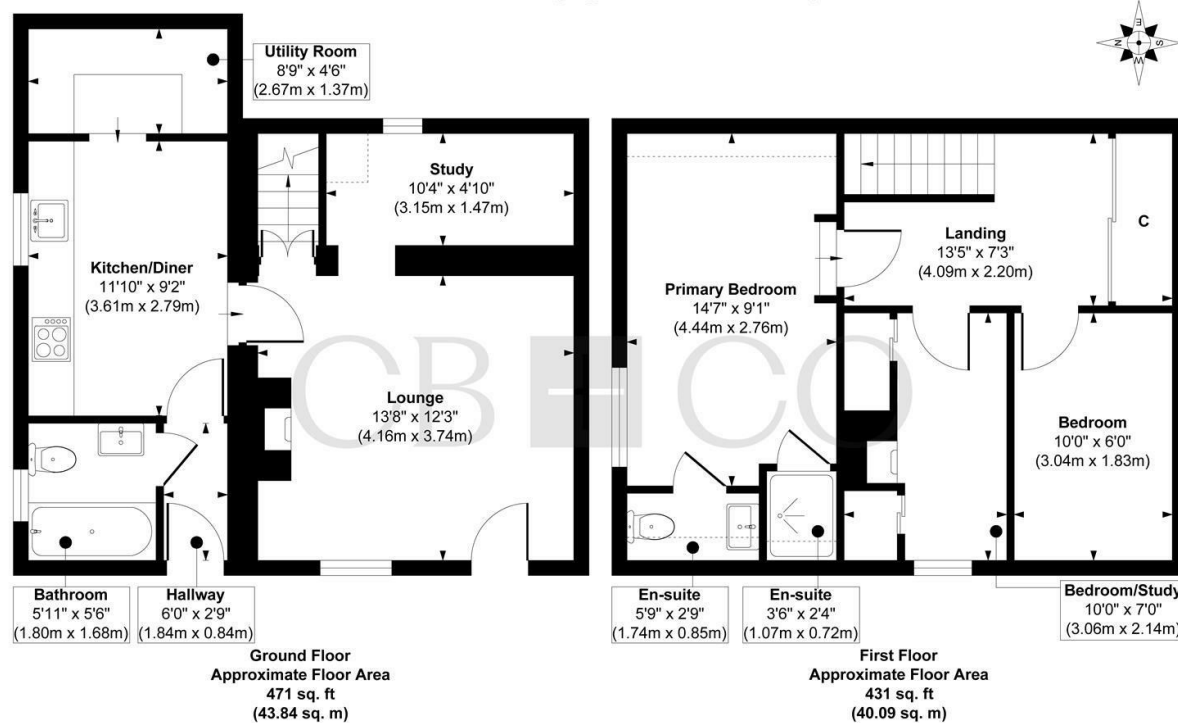 Utility Room
8'9" x 4'6"
(2.67m x 1.37m)
E
N
S
W
Study
10'4" x 4'10"
(3.15m x 1.47m)
Kitchen/Diner
11'10" x 9'2"
(3.61m x 2.79m)
Lounge
13'8" x 12'3"
(4.16m x 3.74m)
Primary Bedroom
14'7" x 9'1"
(4.44m x 2.76m)
Landing
13'5" x 7'3"
(4.09m x 2.20m)
C
Bedroom
10'0" x 6'0"
(3.04m x 1.83m)
CB CO
Bathroom
5'11" x 5'6"
(1.80m x 1.68m)
Hallway
6'0" x 2'9"
(1.84m x 0.84m)
En-suite
5'9" x 2'9"
(1.74m x 0.85m)
En-suite
3'6" x 2'4"
(1.07m x 0.72m)
Bedroom/Study
10'0" x 7'0"
(3.06m x 2.14m)
Ground Floor
Approximate Floor Area
471 sq. ft
(43.84 sq. m)
First Floor
Approximate Floor Area
431 sq. ft
(40.09 sq. m)